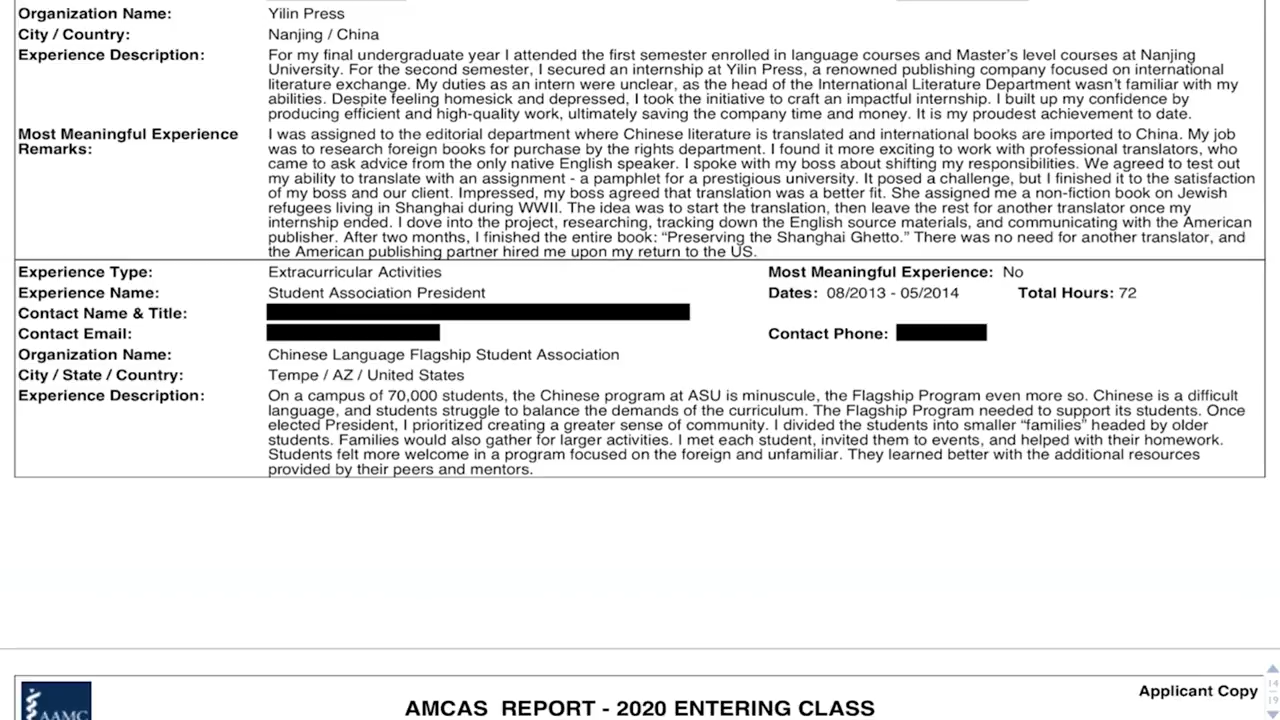 Organization Name: Yilin Press
City / Country: Nanjing / China
Experience Description: For my final undergraduate year I attended the first semester enrolled in language courses and Master's level courses at Nanjing
University. For the second semester, I secured an internship at Yilin Press, a renowned publishing company focused on international
literature exchange. My duties as an intern were unclear, as the head of the International Literature Department wasn't familiar with my
abilities. Despite feeling homesick and depressed, I took the initiative to craft an impactful internship. I built up my confidence by
producing efficient and high-quality work, ultimately saving the company time and money. It is my proudest achievement to date.
Most Meaningful Experience I was assigned to the editorial department where Chinese literature is translated and international books are imported to China. My job
Remarks: was to research foreign books for purchase by the rights department. I found it more exciting to work with professional translators, who
came to ask advice from the only native English speaker. I spoke with my boss about shifting my responsibilities. We agreed to test out
my ability to translate with an assignment - a pamphlet for a prestigious university. It posed a challenge, but I finished it to the satisfaction
of my boss and our client. Impressed, my boss agreed that translation was a better fit. She assigned me a non-fiction book on Jewish
refugees living in Shanghai during WWII. The idea was to start the translation, then leave the rest for another translator once my
internship ended. I dove into the project, researching, tracking down the English source materials, and communicating with the American
publisher. After two months, I finished the entire book: "Preserving the Shanghai Ghetto." There was no need for another translator, and
the American publishing partner hired me upon my return to the US.
Experience Type: Extracurricular Activities Most Meaningful Experience: No
Experience Name: Student Association President Dates: 08/2013 - 05/2014 Total Hours: 72
Contact Name & Title:
Contact Email: Contact Phone:
Organization Name: Chinese Language Flagship Student Association
City / State / Country: Tempe / AZ / United States
Experience Description: On a campus of 70,000 students, the Chinese program at ASU is minuscule, the Flagship Program even more so. Chinese is a difficult
language, and students struggle to balance the demands of the curriculum. The Flagship Program needed to support its students. Once
elected President, I prioritized creating a greater sense of community. I divided the students into smaller "families" headed by older
students. Families would also gather for larger activities. I met each student, invited them to events, and helped with their homework.
Students felt more welcome in a program focused on the foreign and unfamiliar. They learned better with the additional resources
provided by their peers and mentors.
Applicant Copy
14
19
AAMC
AMCAS REPORT - 2020 ENTERING CLASS